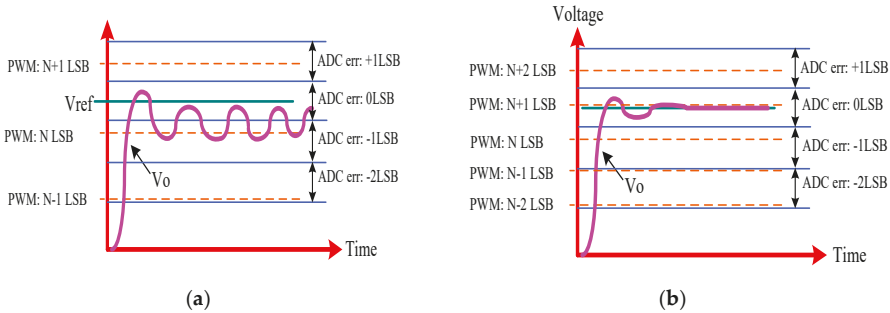 PWM: N+1 LSB
Vref
PWM: N LSB
PWM: N-1 LSB
ADC err: +1LSB
ADC err: 0LSB
ADC err: -1LSB
ADC err: -2LSB
Vo
Time
(a)
Voltage
PWM: N+2 LSB
PWM: N+1 LSB
PWM: N LSB
PWM: N-1 LSB
PWM: N-2 LSB
ADC err: +1LSB
ADC err: 0LSB
ADC err: -1LSB
ADC err: -2LSB
Vo
Time
(b)